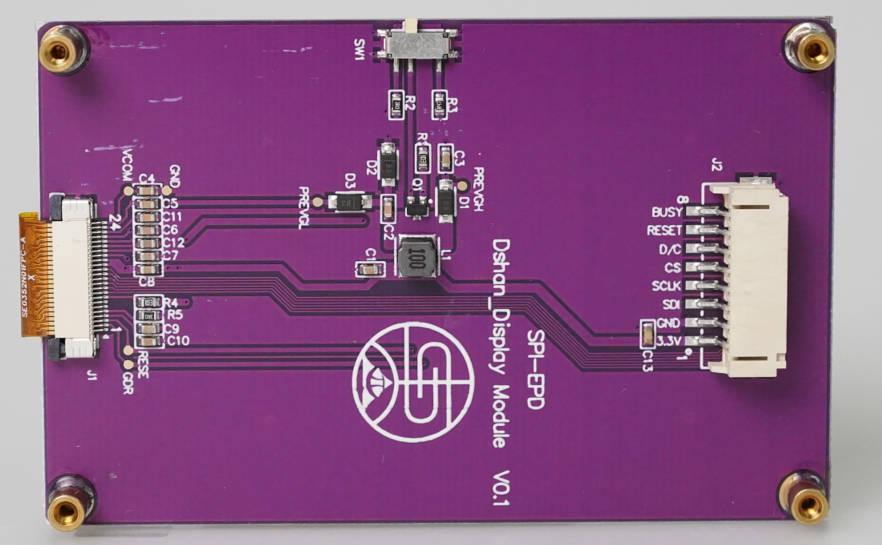 SW1
R2
R3
R1
C3
D2
Q1
D3
PREVGH
D1
PREVGL
C2
C1
100
L1
VCOM
GND
C4
C5
C11
C6
C12
C7
C8
24
1
R4
R5
C9
C10
RESE
GDR
J1
J2
8
BUSY
RESET
D/C
CS
SCLK
SDI
GND
3.3V
1
C13
SPI-EPD
Dshan_Display Module V0.1